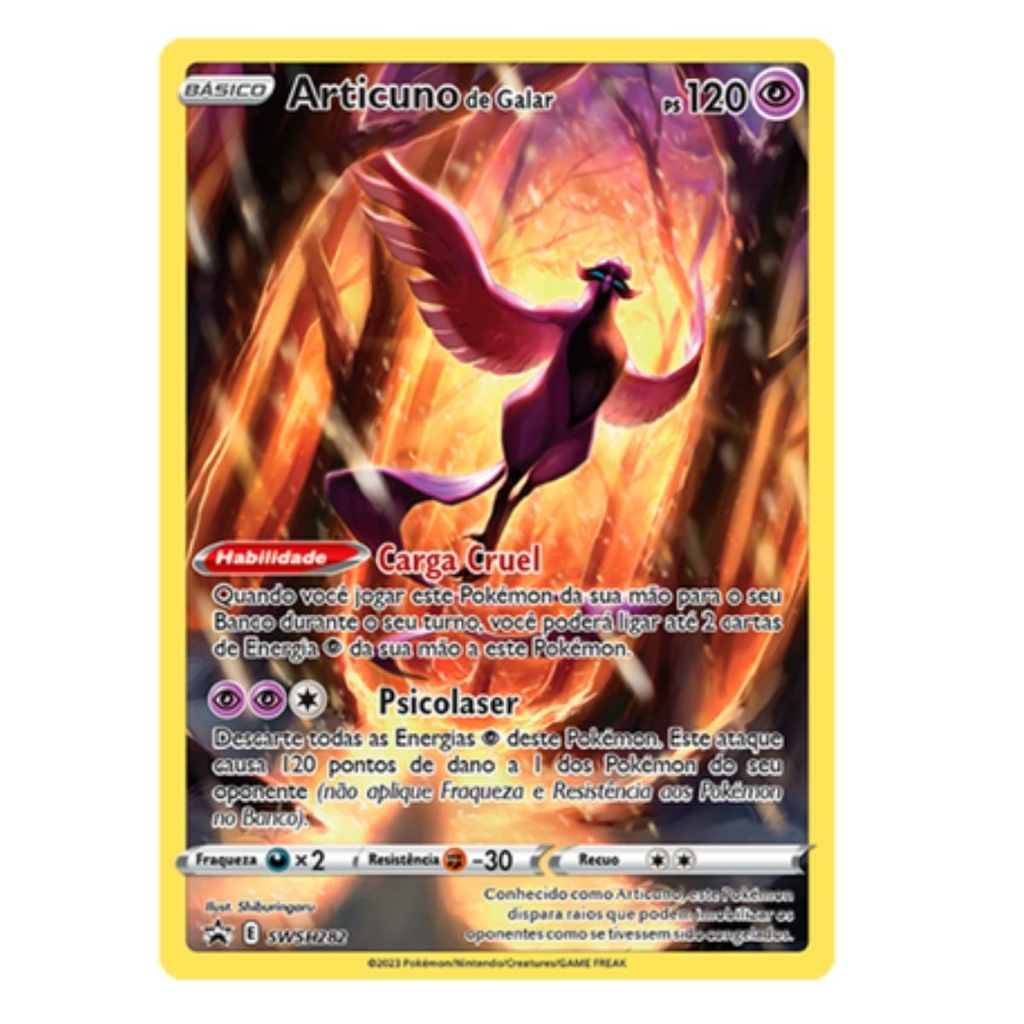 BÁSICO Articuno de Galar PS 120
Habilidade Carga Cruel
Quando você jogar este Pokémon da sua mão para o seu
Banco durante o seu turno, você poderá ligar até 2 cartas
de Energia da sua mão a este Pokémon.
Psicolaser
Descarte todas as Energias deste Pokémon. Este ataque
causa 120 pontos de dano a 1 dos Pokémon do seu
oponente (não aplique Fraqueza e Resistência aos Pokémon
no Banco).
Fraqueza ×2 Resistência -30 Recuo
Conhecido como Articuno, este Pokémon
dispara raios que podem imobilizar os
oponentes como se tivessem sido congelados.
Illust. Shiburingaru
E SWSH282
©2023 Pokémon/Nintendo/Creatures/GAME FREAK